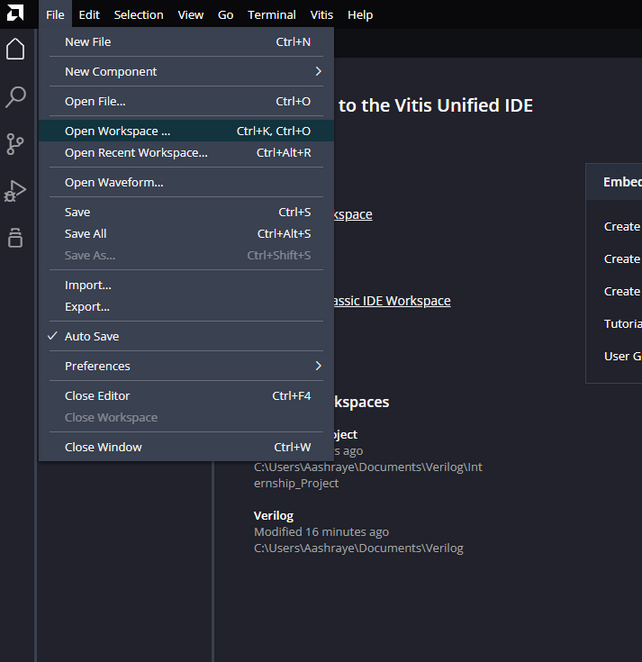 File Edit Selection View Go Terminal Vitis Help
New File Ctrl+N
New Component
Open File... Ctrl+O
Open Workspace ... Ctrl+K, Ctrl+O
Open Recent Workspace... Ctrl+Alt+R
Open Waveform...
Save Ctrl+S
Save All Ctrl+Alt+S
Save As... Ctrl+Shift+S
Import...
Export...
Auto Save
Preferences
Close Editor Ctrl+F4
Close Workspace
Close Window Ctrl+W
to the Vitis Unified IDE
kspace
assic IDE Workspace
kspaces
oject
s ago
C:\Users\Aashraye\Documents\Verilog\Int
ernship_Project
Verilog
Modified 16 minutes ago
C:\Users\Aashraye\Documents\Verilog
Embed
Create
Create
Create
Tutoria
User G